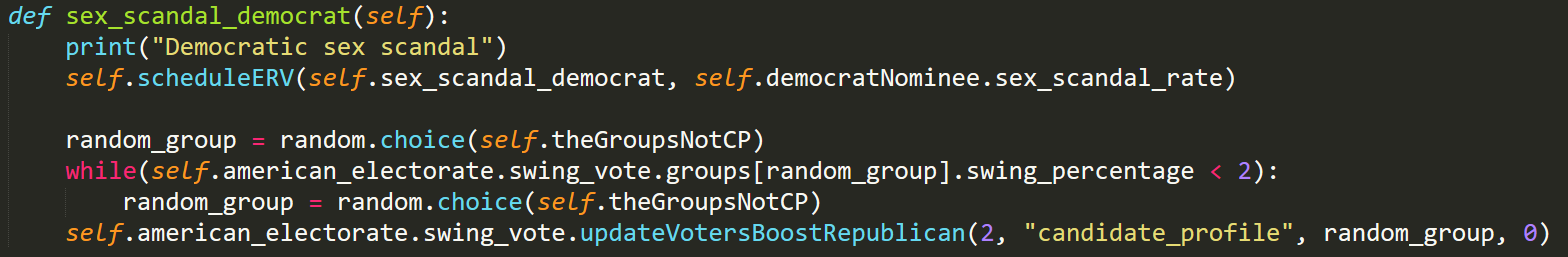 def sex_scandal_democrat(self):
    print("Democratic sex scandal")
    self.scheduleERV(self.sex_scandal_democrat, self.democratNominee.sex_scandal_rate)

    random_group = random.choice(self.theGroupsNotCP)
    while(self.american_electorate.swing_vote.groups[random_group].swing_percentage < 2):
        random_group = random.choice(self.theGroupsNotCP)
    self.american_electorate.swing_vote.updateVotersBoostRepublican(2, "candidate_profile", random_group, 0)